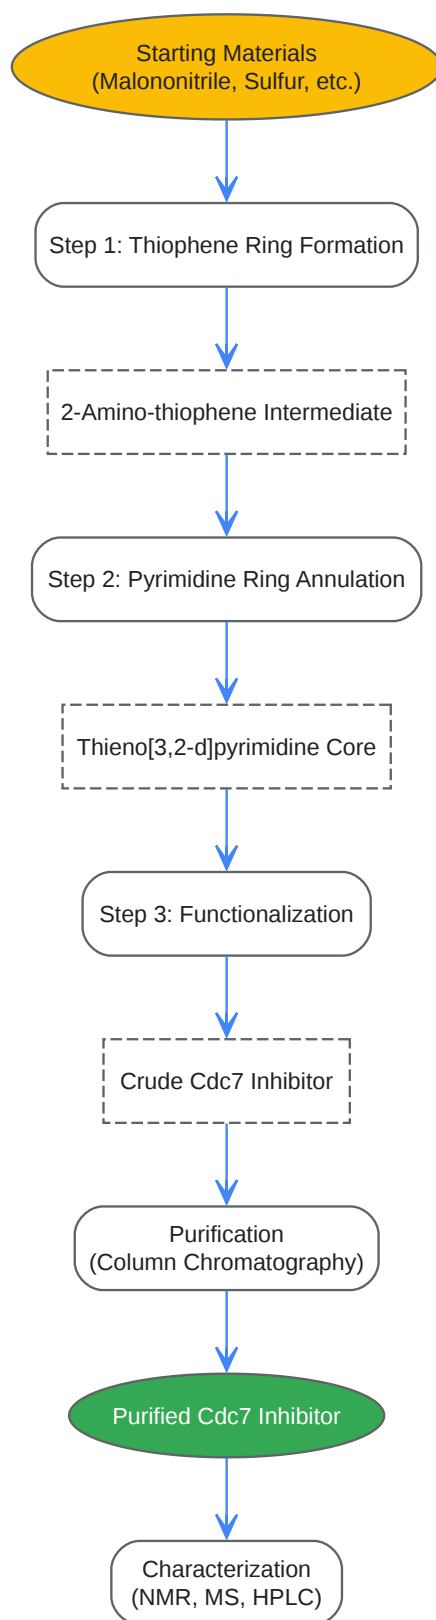 Starting Materials
(Malononitrile, Sulfur, etc.)
Step 1: Thiophene Ring Formation
2-Amino-thiophene Intermediate
Step 2: Pyrimidine Ring Annulation
Thieno[3,2-d]pyrimidine Core
Step 3: Functionalization
Crude Cdc7 Inhibitor
Purification
(Column Chromatography)
Purified Cdc7 Inhibitor
Characterization
(NMR, MS, HPLC)